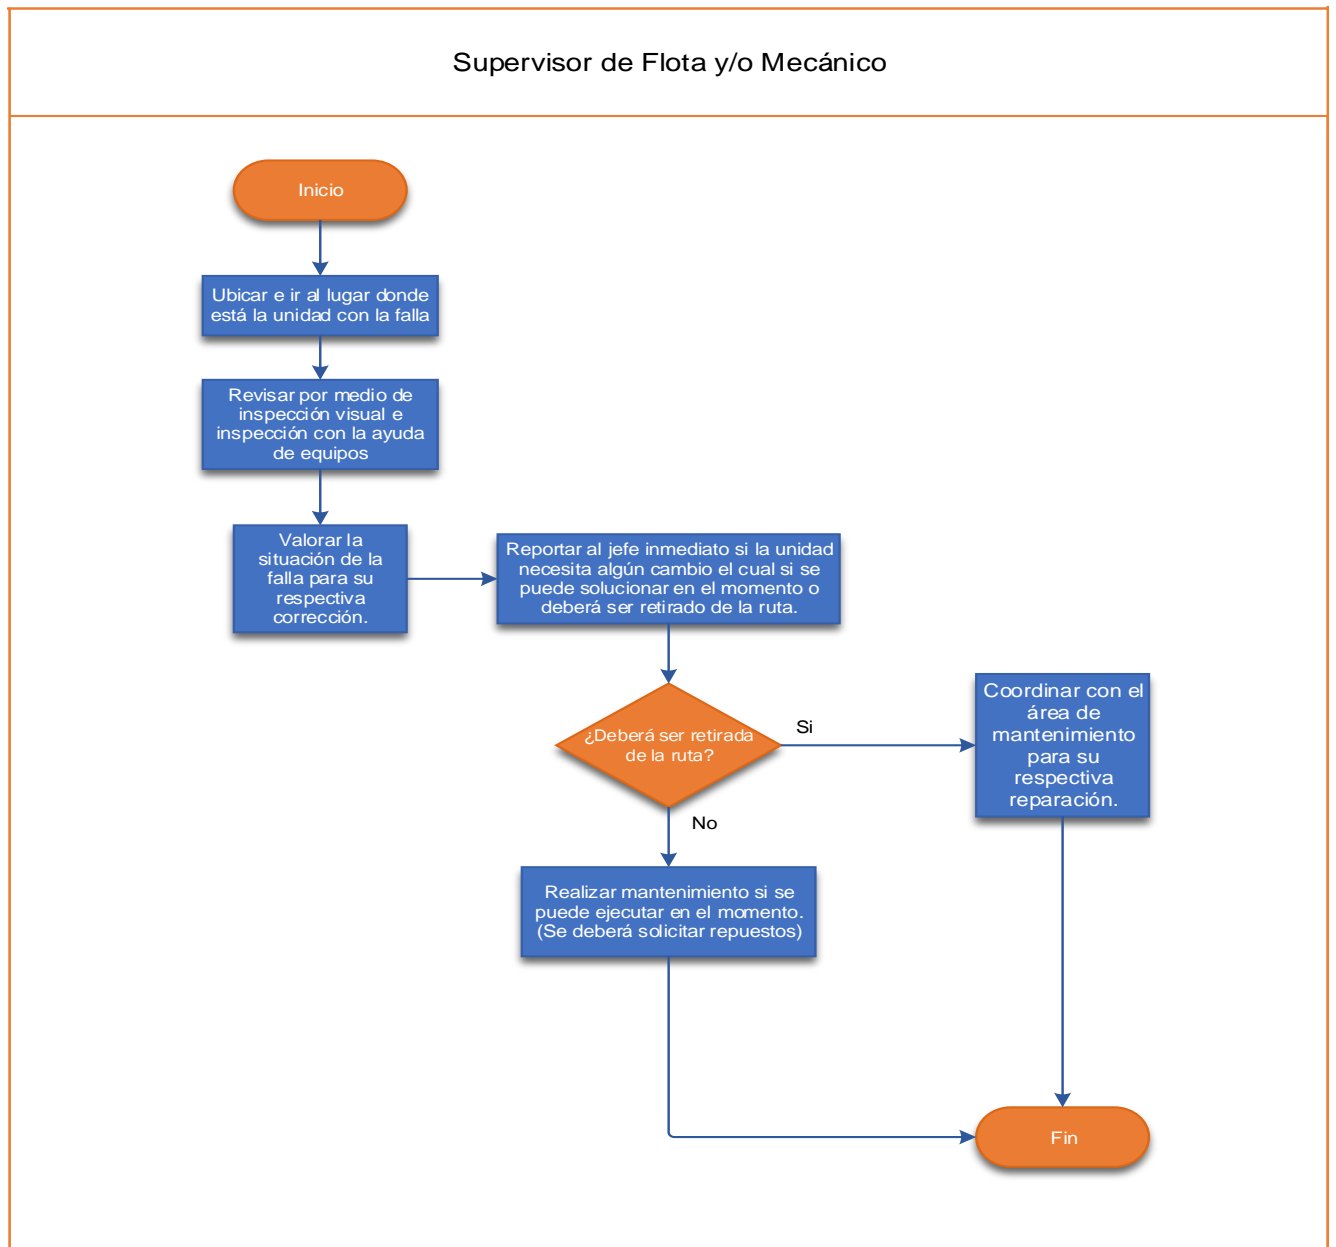 Supervisor de Flota y/o Mecánico
Inicio
Ubicar e ir al lugar donde
está la unidad con la falla
Revisar por medio de
inspección visual e
inspección con la ayuda
de equipos
Valorar la
situación de la
falla para su
respectiva
corrección.
Reportar al jefe inmediato si la unidad
necesita algún cambio el cual si se
puede solucionar en el momento o
deberá ser retirado de la ruta.
¿Deberá ser retirada
de la ruta?
Si
Coordinar con el
área de
mantenimiento
para su
respectiva
reparación.
No
Realizar mantenimiento si se
puede ejecutar en el momento.
(Se deberá solicitar repuestos)
Fin